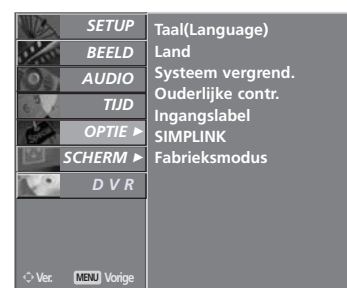 SETUP
BEELD
AUDIO
TIJD
OPTIE ►
SCHERM ►
D V R
Taal(Language)
Land
Systeem vergrend.
Ouderlijke contr.
Ingangslabel
SIMPLINK
Fabrieksmodus
Ver. MENU Vorige